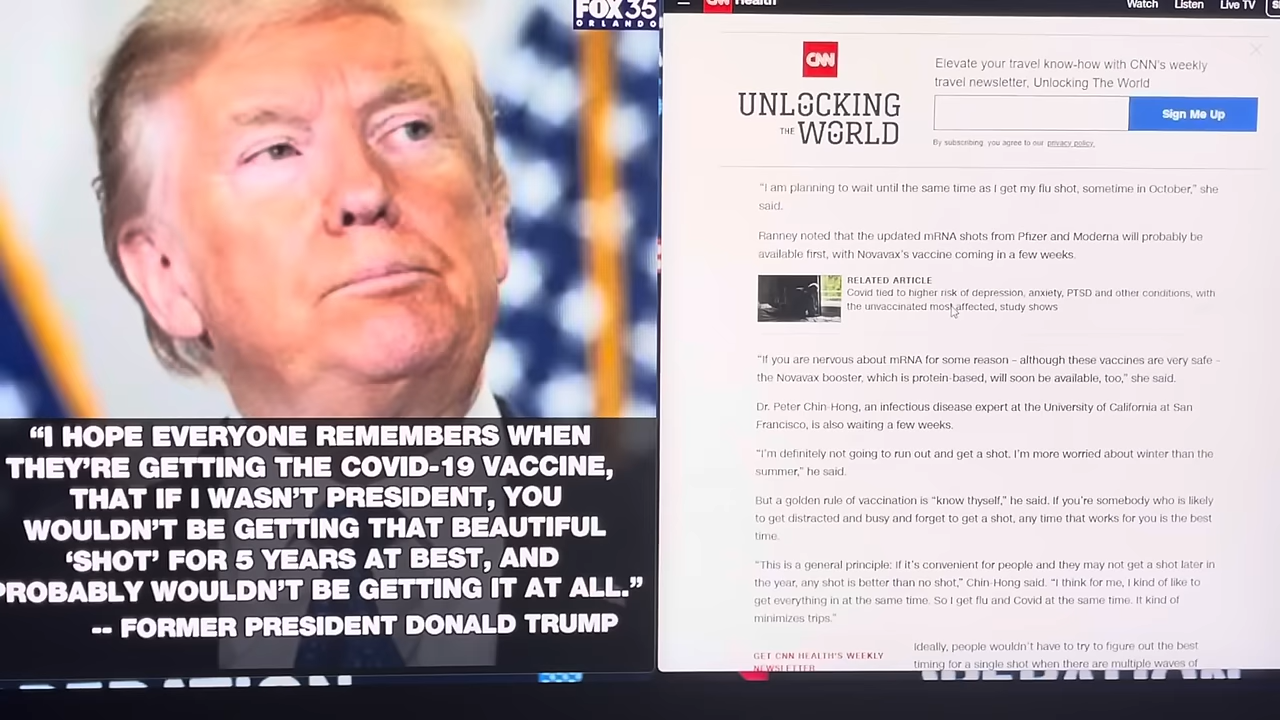 FOX 35
ORLANDO
“I HOPE EVERYONE REMEMBERS WHEN
THEY’RE GETTING THE COVID-19 VACCINE,
THAT IF I WASN’T PRESIDENT, YOU
WOULDN’T BE GETTING THAT BEAUTIFUL
‘SHOT’ FOR 5 YEARS AT BEST, AND
PROBABLY WOULDN’T BE GETTING IT AT ALL.”
-- FORMER PRESIDENT DONALD TRUMP
CNN Health
Watch Listen Live TV
CNN
UNLOCKING
THE WORLD
Elevate your travel know-how with CNN's weekly
travel newsletter, Unlocking The World
Sign Me Up
By subscribing, you agree to our privacy policy.
“I am planning to wait until the same time as I get my flu shot, sometime in October,” she
said.
Ranney noted that the updated mRNA shots from Pfizer and Moderna will probably be
available first, with Novavax’s vaccine coming in a few weeks.
RELATED ARTICLE
Covid tied to higher risk of depression, anxiety, PTSD and other conditions, with
the unvaccinated most affected, study shows
“If you are nervous about mRNA for some reason – although these vaccines are very safe –
the Novavax booster, which is protein-based, will soon be available, too,” she said.
Dr. Peter Chin-Hong, an infectious disease expert at the University of California at San
Francisco, is also waiting a few weeks.
“I’m definitely not going to run out and get a shot. I’m more worried about winter than the
summer,” he said.
But a golden rule of vaccination is “know thyself,” he said. If you’re somebody who is likely
to get distracted and busy and forget to get a shot, any time that works for you is the best
time.
“This is a general principle: If it’s convenient for people and they may not get a shot later in
the year, any shot is better than no shot,” Chin-Hong said. “I think for me, I kind of like to
get everything in at the same time. So I get flu and Covid at the same time. It kind of
minimizes trips.”
GET CNN HEALTH'S WEEKLY
NEWSLETTER
Ideally, people wouldn’t have to try to figure out the best
timing for a single shot when there are multiple waves of